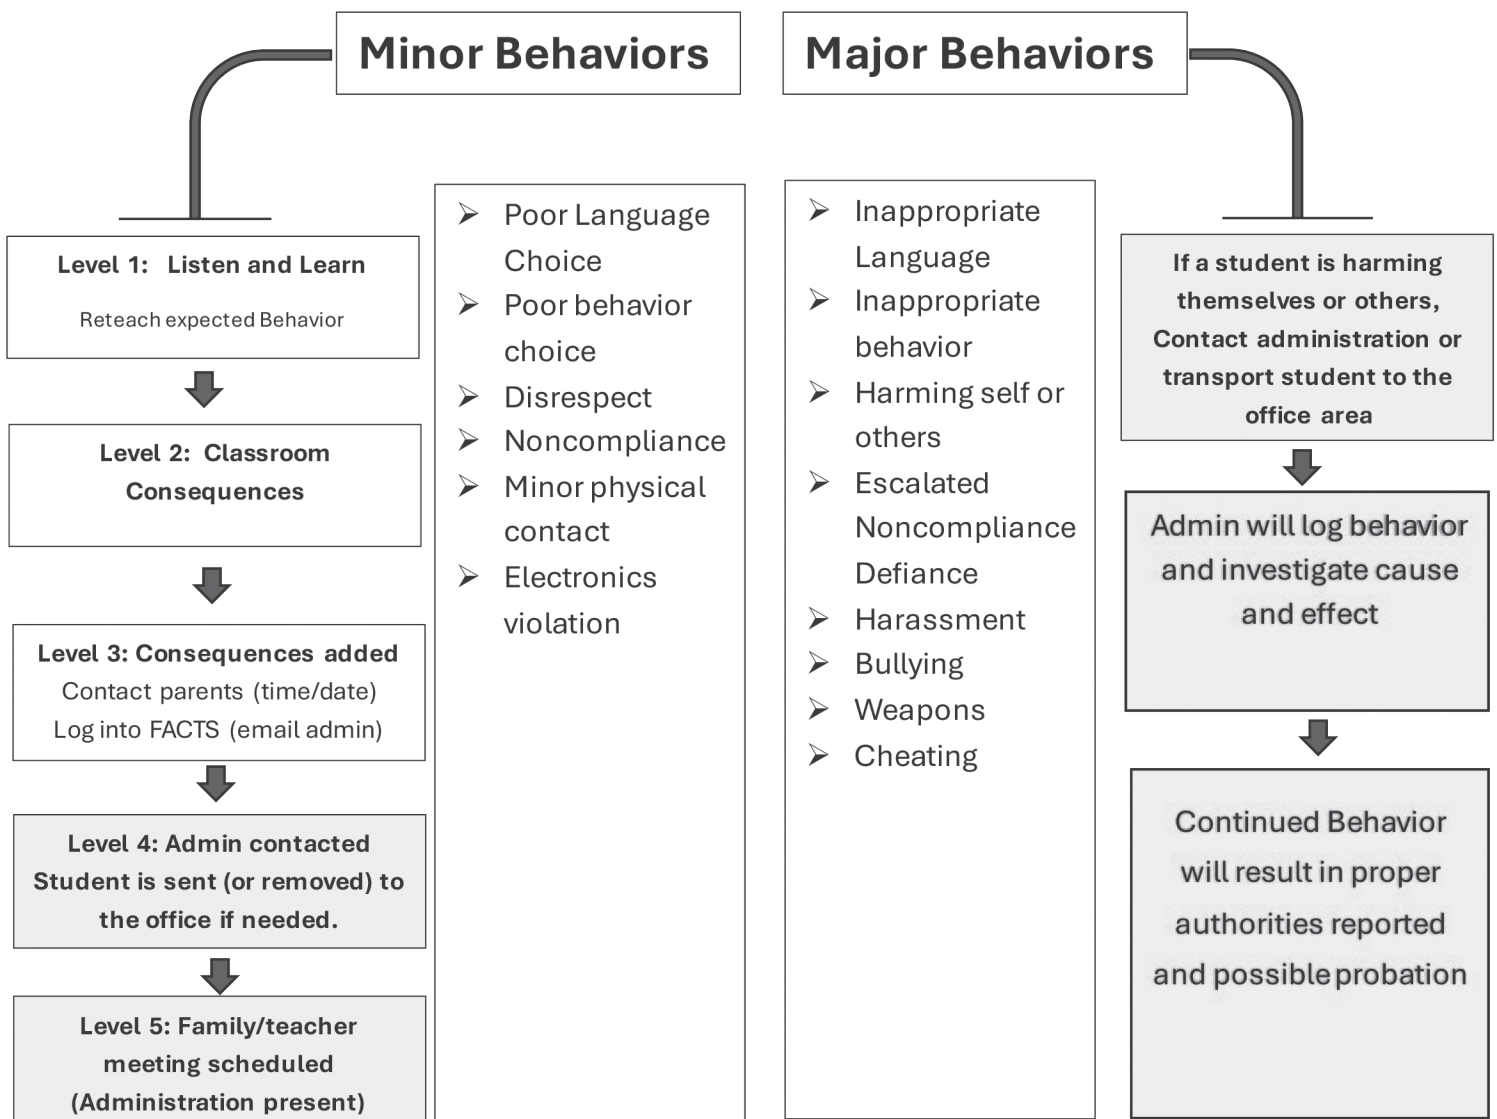 Minor Behaviors
Major Behaviors
Level 1: Listen and Learn
Reteach expected Behavior
Level 2: Classroom
Consequences
Level 3: Consequences added
Contact parents (time/date)
Log into FACTS (email admin)
Level 4: Admin contacted
Student is sent (or removed) to
the office if needed.
Level 5: Family/teacher
meeting scheduled
(Administration present)
➢ Poor Language
Choice
➢ Poor behavior
choice
➢ Disrespect
➢ Noncompliance
➢ Minor physical
contact
➢ Electronics
violation
➢ Inappropriate
Language
➢ Inappropriate
behavior
➢ Harming self or
others
➢ Escalated
Noncompliance
Defiance
➢ Harassment
➢ Bullying
➢ Weapons
➢ Cheating
If a student is harming
themselves or others,
Contact administration or
transport student to the
office area
Admin will log behavior
and investigate cause
and effect
Continued Behavior
will result in proper
authorities reported
and possible probation